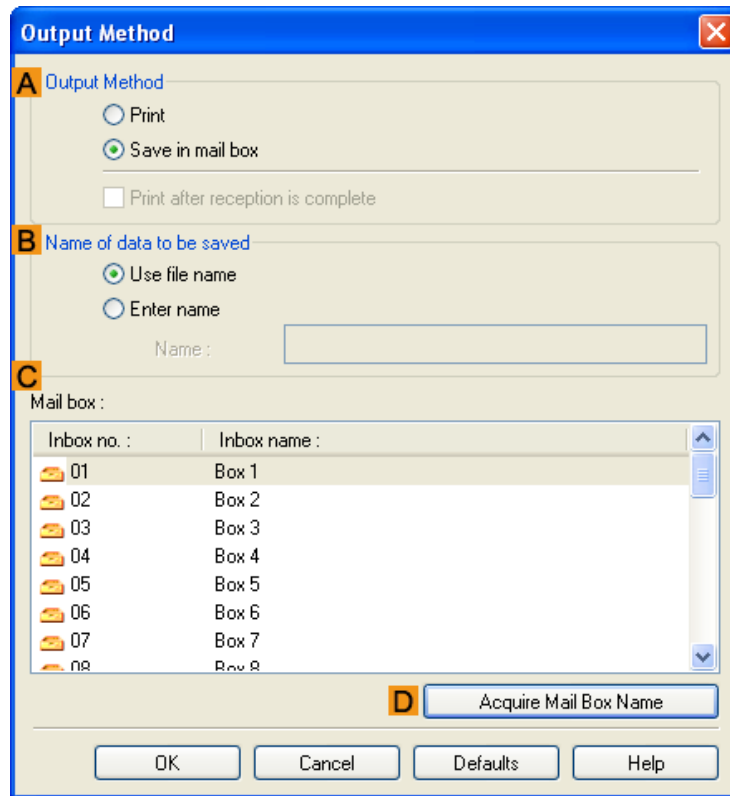 Output Method
A Output Method
Print
Save in mail box
Print after reception is complete
B Name of data to be saved
Use file name
Enter name
Name :
C
Mail box :
Inbox no. : Inbox name :
01 Box 1
02 Box 2
03 Box 3
04 Box 4
05 Box 5
06 Box 6
07 Box 7
08 Box 8
D Acquire Mail Box Name
OK Cancel Defaults Help